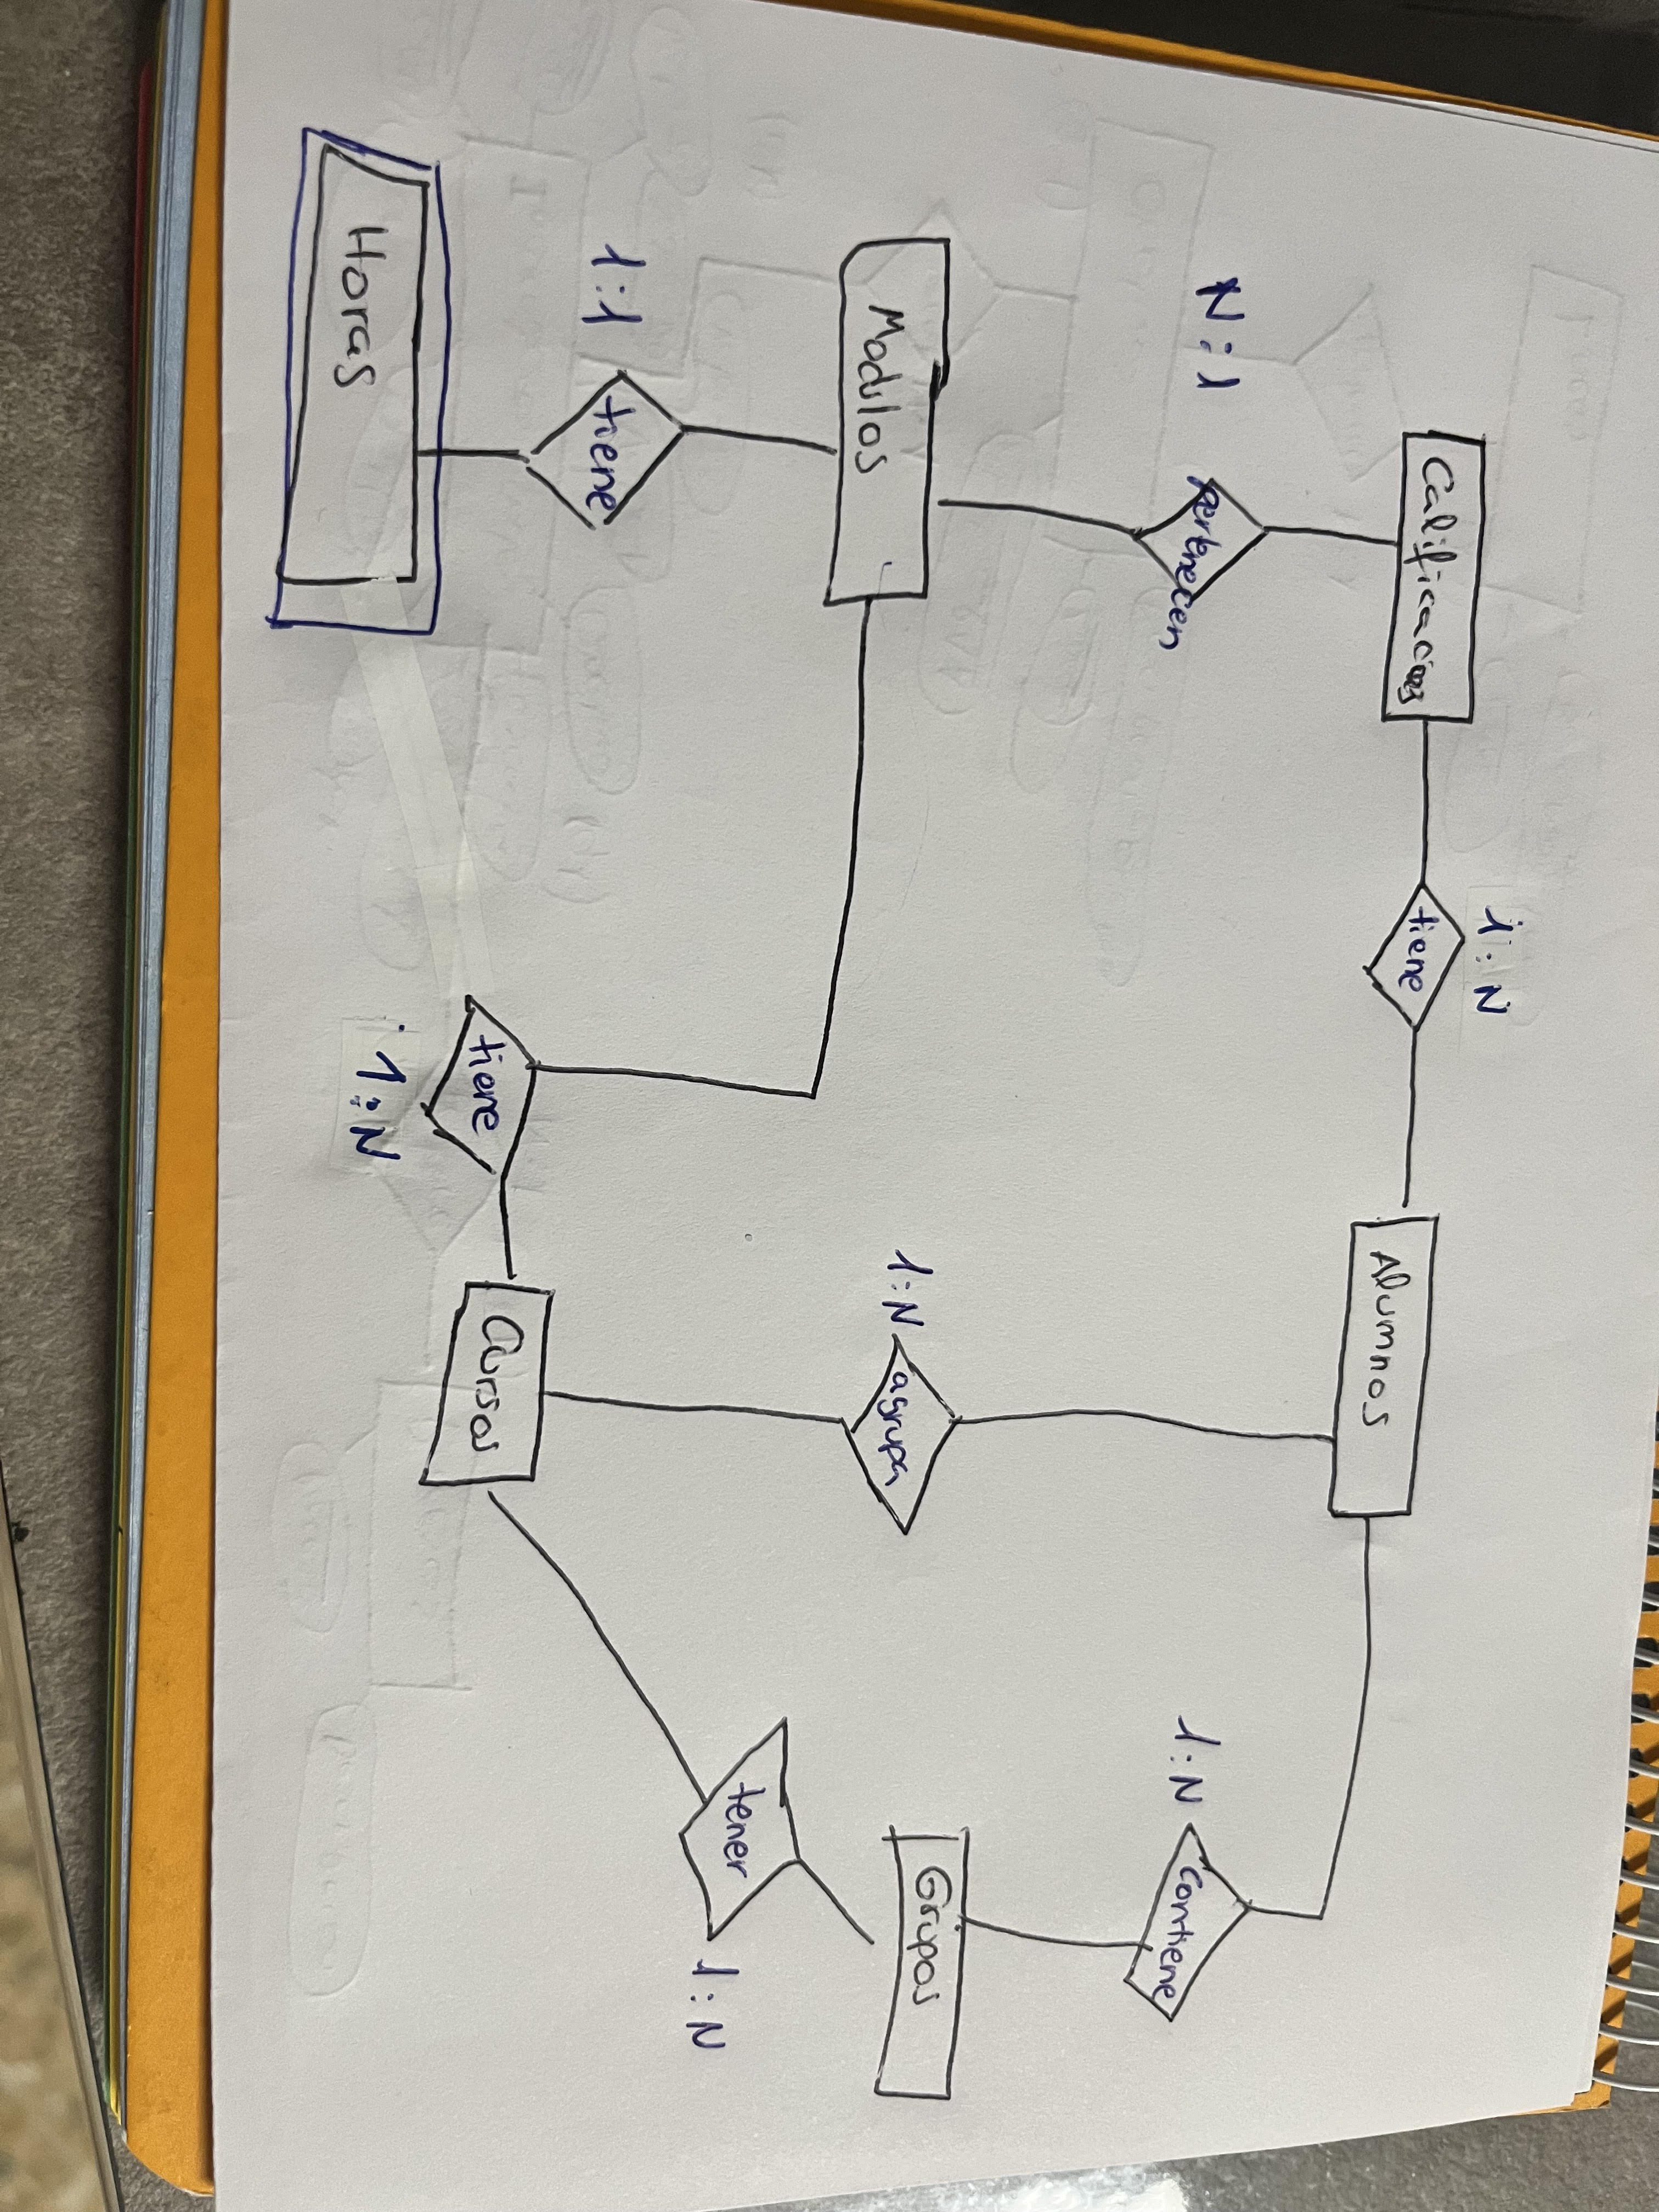 Calificaciones
tiene
1:N
Alumnos
N:1
pertenecen
1:N
contiene
Modulos
1:N
agrupa
Grupos
1:1
tiene
tener
1:N
Horas
tiene
1:N
Cursos